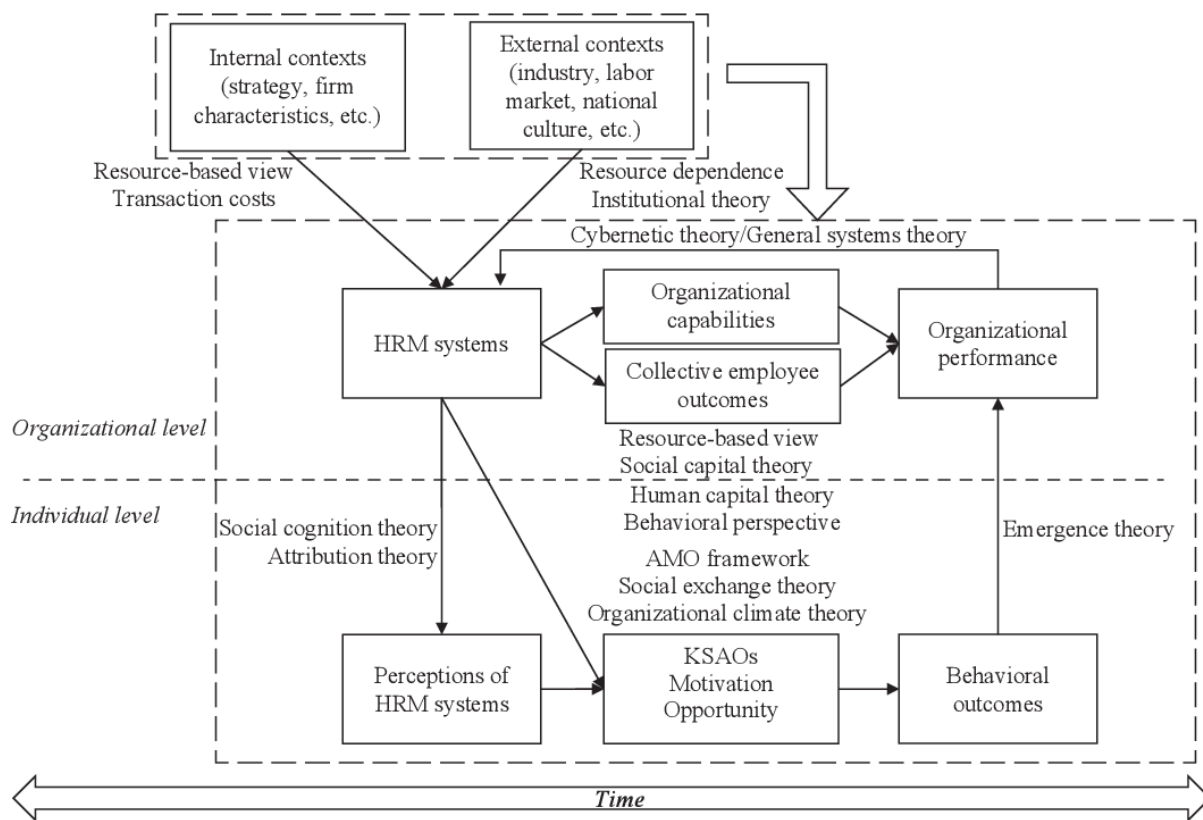 Internal contexts
(strategy, firm
characteristics, etc.)
External contexts
(industry, labor
market, national
culture, etc.)
Resource-based view
Transaction costs
Resource dependence
Institutional theory
Cybernetic theory/General systems theory
HRM systems
Organizational
capabilities
Collective employee
outcomes
Organizational
performance
Organizational level
Resource-based view
Social capital theory
Individual level
Human capital theory
Behavioral perspective
Social cognition theory
Attribution theory
AMO framework
Social exchange theory
Organizational climate theory
Emergence theory
Perceptions of
HRM systems
KSAOs
Motivation
Opportunity
Behavioral
outcomes
Time